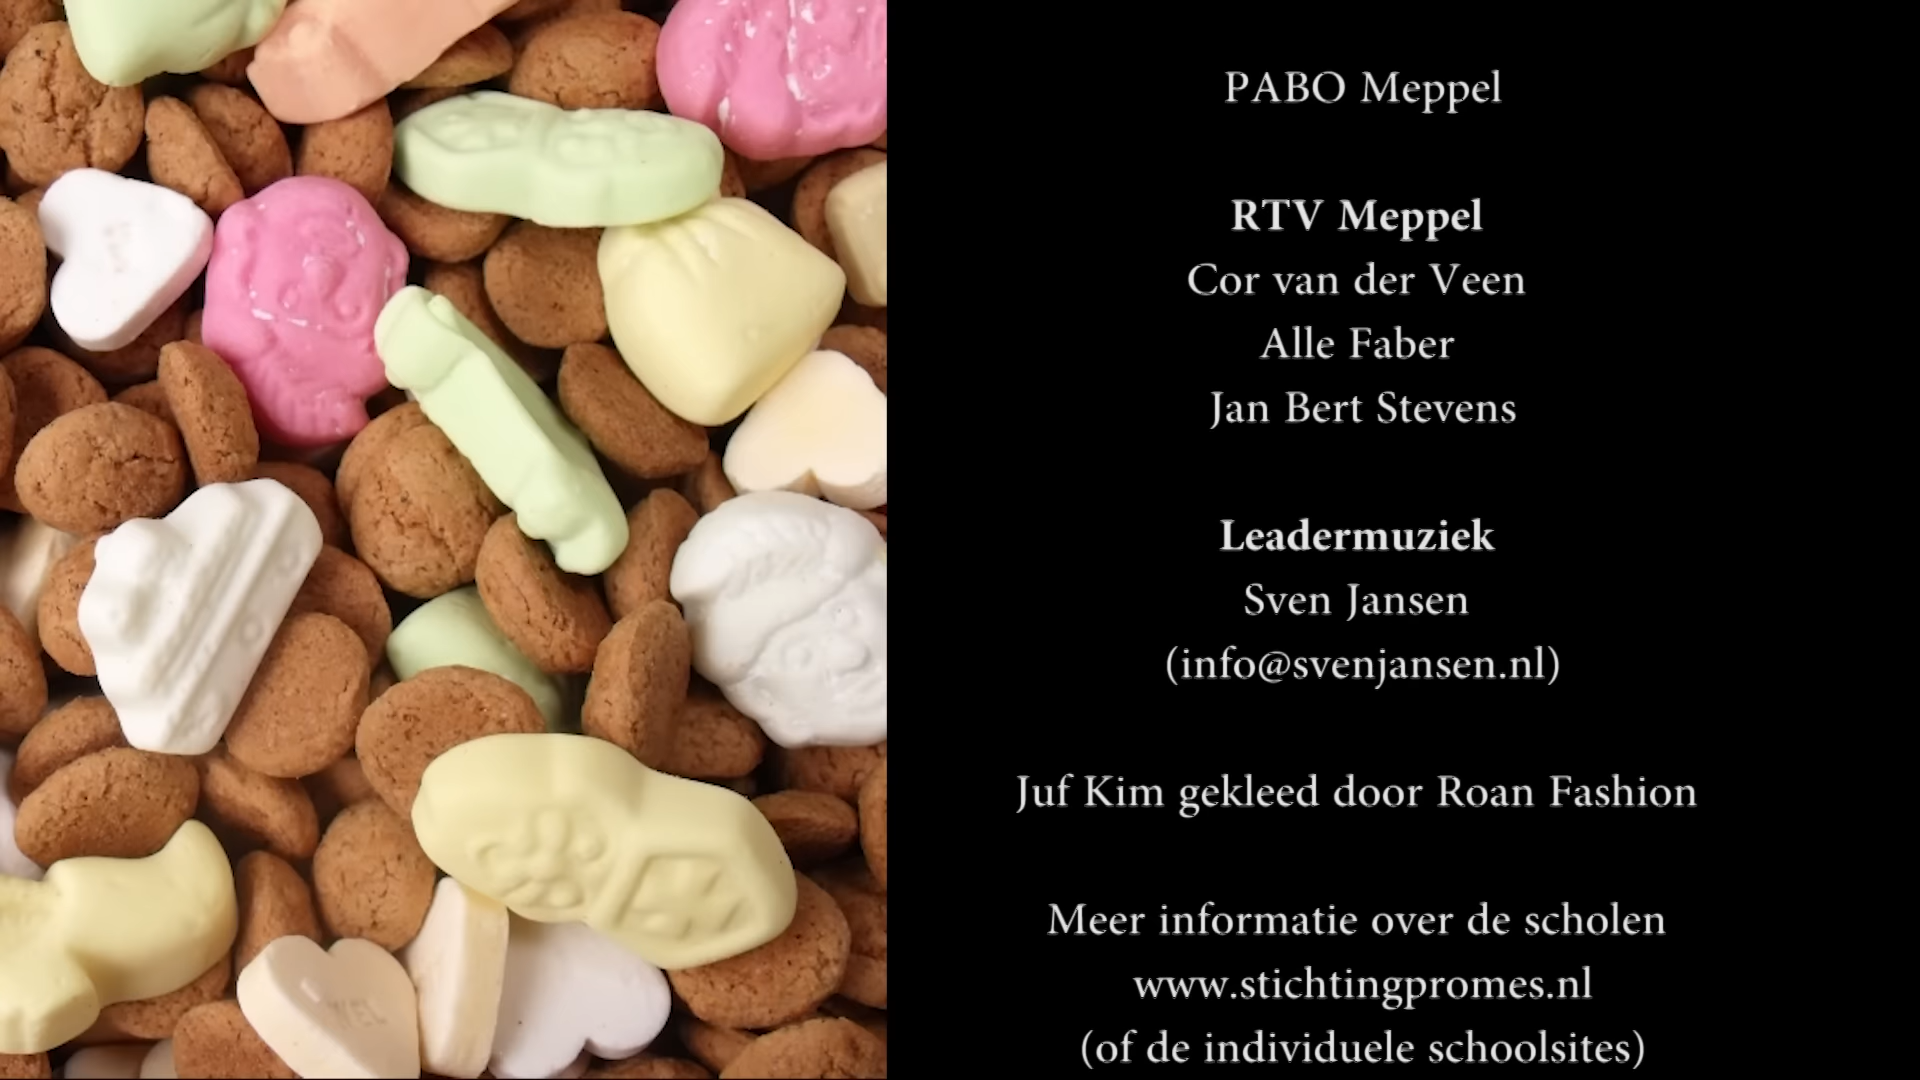 PABO Meppel
RTV Meppel
Cor van der Veen
Alle Faber
Jan Bert Stevens
Leadermuziek
Sven Jansen
(info@svenjansen.nl)
Juf Kim gekleed door Roan Fashion
Meer informatie over de scholen
www.stichtingpromes.nl
(of de individuele schoolsites)